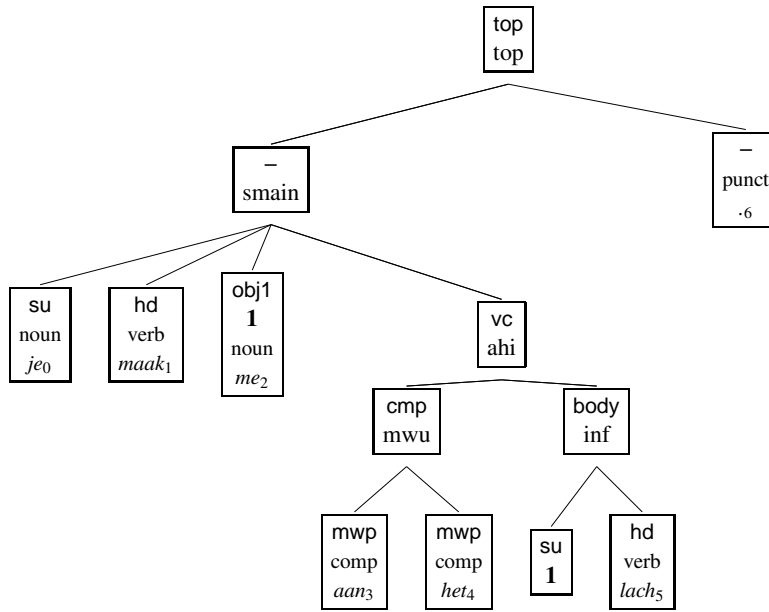 top
top
–
smain
–
punct
.6
su
noun
je0
hd
verb
maak1
obj1
1
noun
me2
vc
ahi
cmp
mwu
body
inf
mwp
comp
aan3
mwp
comp
het4
su
1
hd
verb
lach5